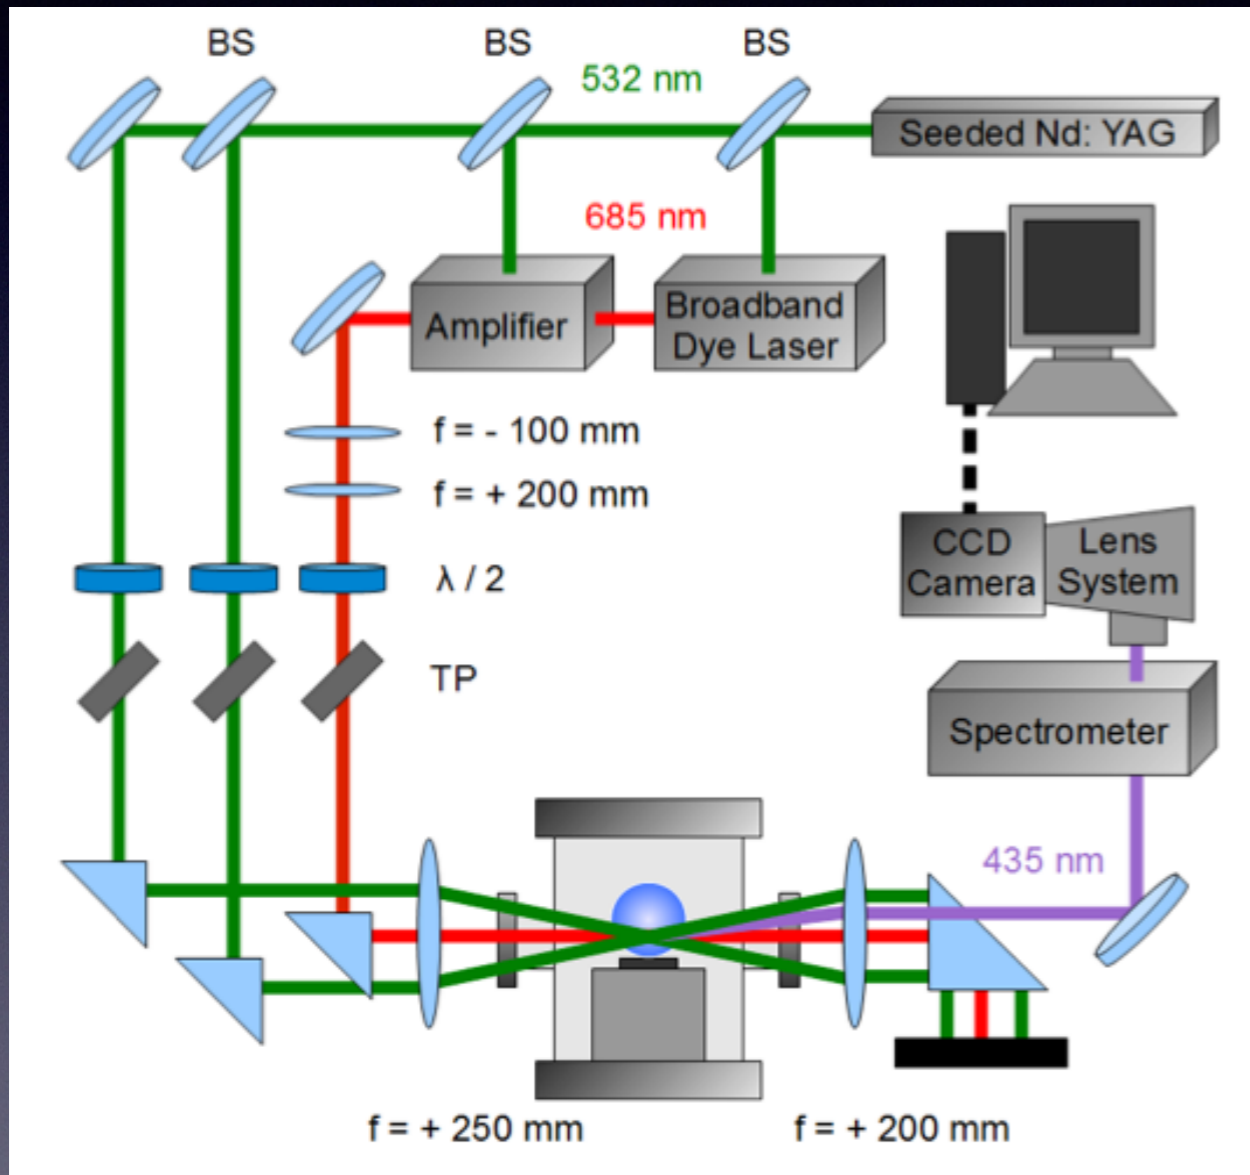 BS
BS
BS
532 nm
Seeded Nd: YAG
685 nm
Amplifier
Broadband
Dye Laser
f = - 100 mm
f = + 200 mm
λ / 2
TP
CCD
Camera
Lens
System
Spectrometer
435 nm
f = + 250 mm
f = + 200 mm